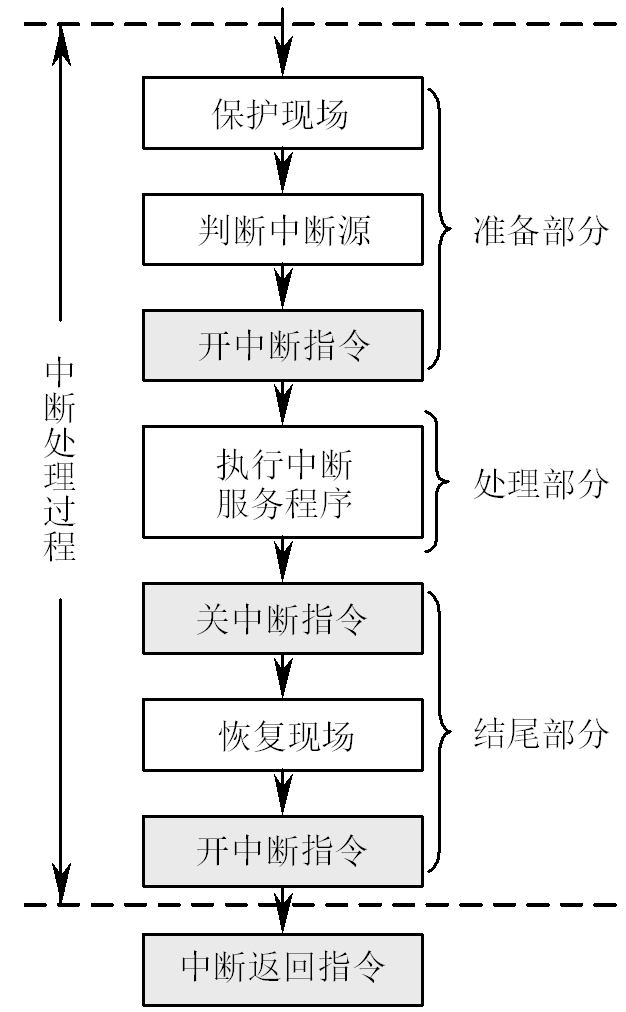 保护现场
判断中断源
开中断指令
准备部分
执行中断
服务程序
处理部分
关中断指令
恢复现场
开中断指令
结尾部分
中断返回指令
中断处理过程